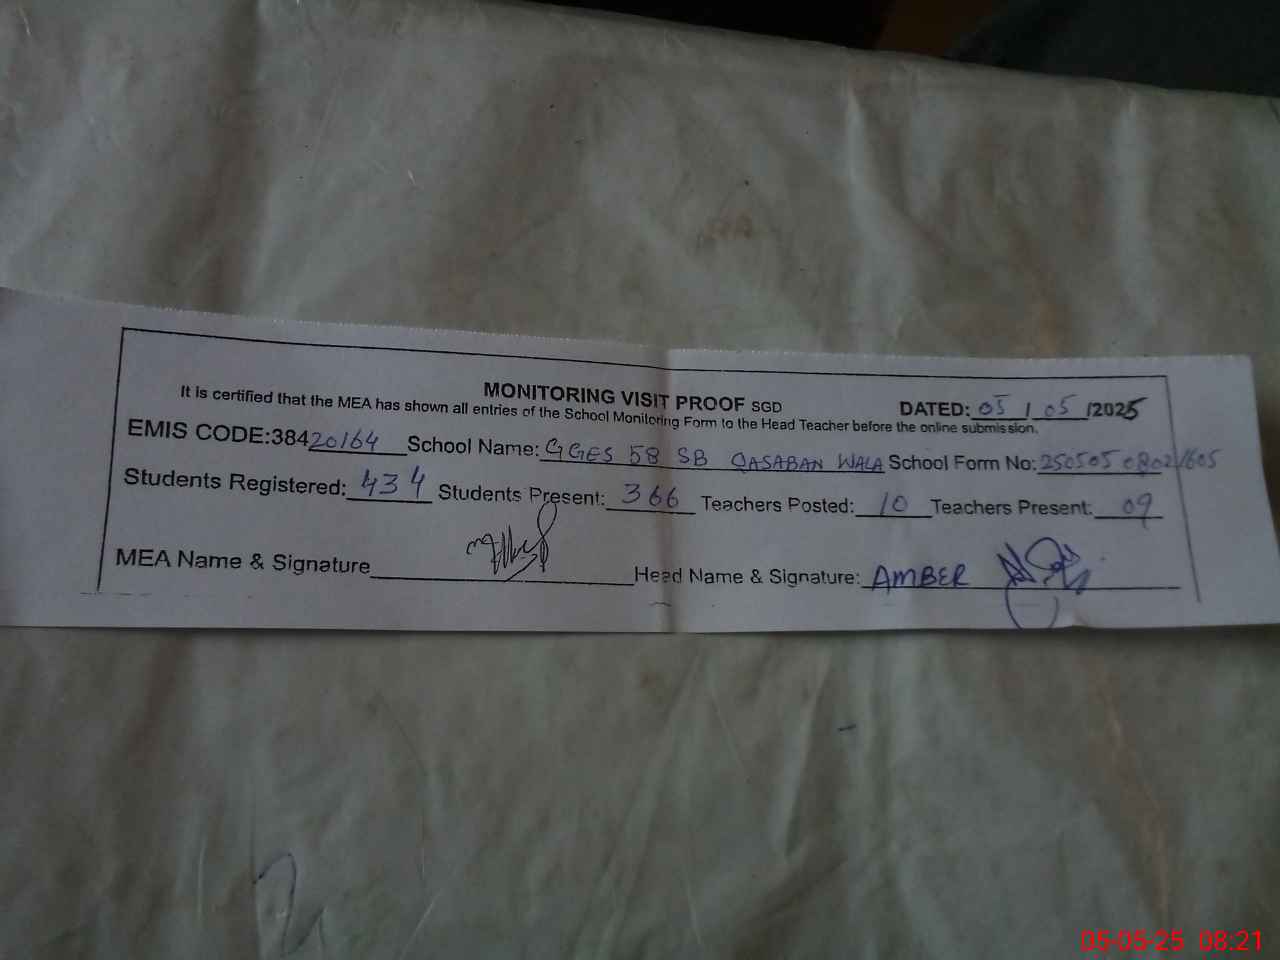 MONITORING VISIT PROOF SGD DATED: 05/05/2025
It is certified that the MEA has shown all entries of the School Monitoring Form to the Head Teacher before the online submission.
EMIS CODE:38420164 School Name: GGES 58 SB QASABAN WALA School Form No: 25050508021605
Students Registered: 434 Students Present: 366 Teachers Posted: 10 Teachers Present: 09
MEA Name & Signature Head Name & Signature: AMBER
2
05-05-25 08:21